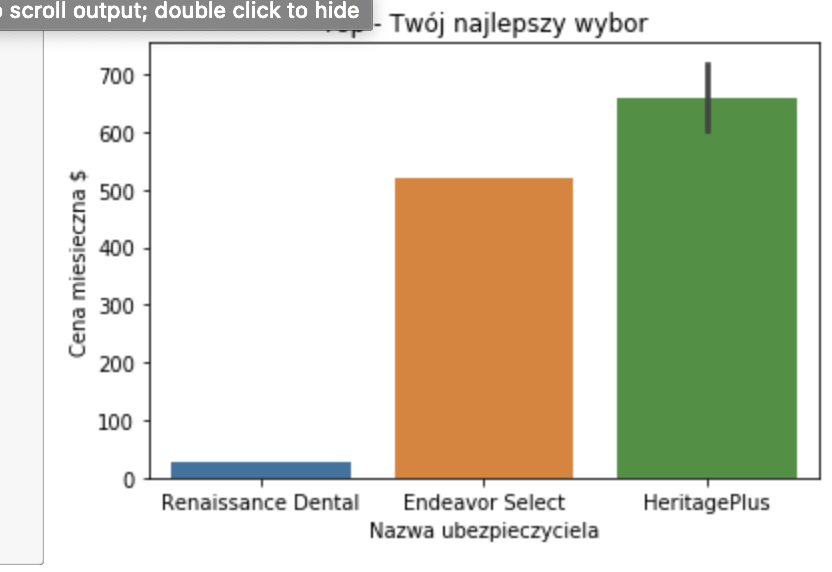 scroll output; double click to hide
- Twój najlepszy wybor
700
600
500
400
300
200
100
0
Cena miesieczna $
Renaissance Dental Endeavor Select HeritagePlus
Nazwa ubezpieczyciela